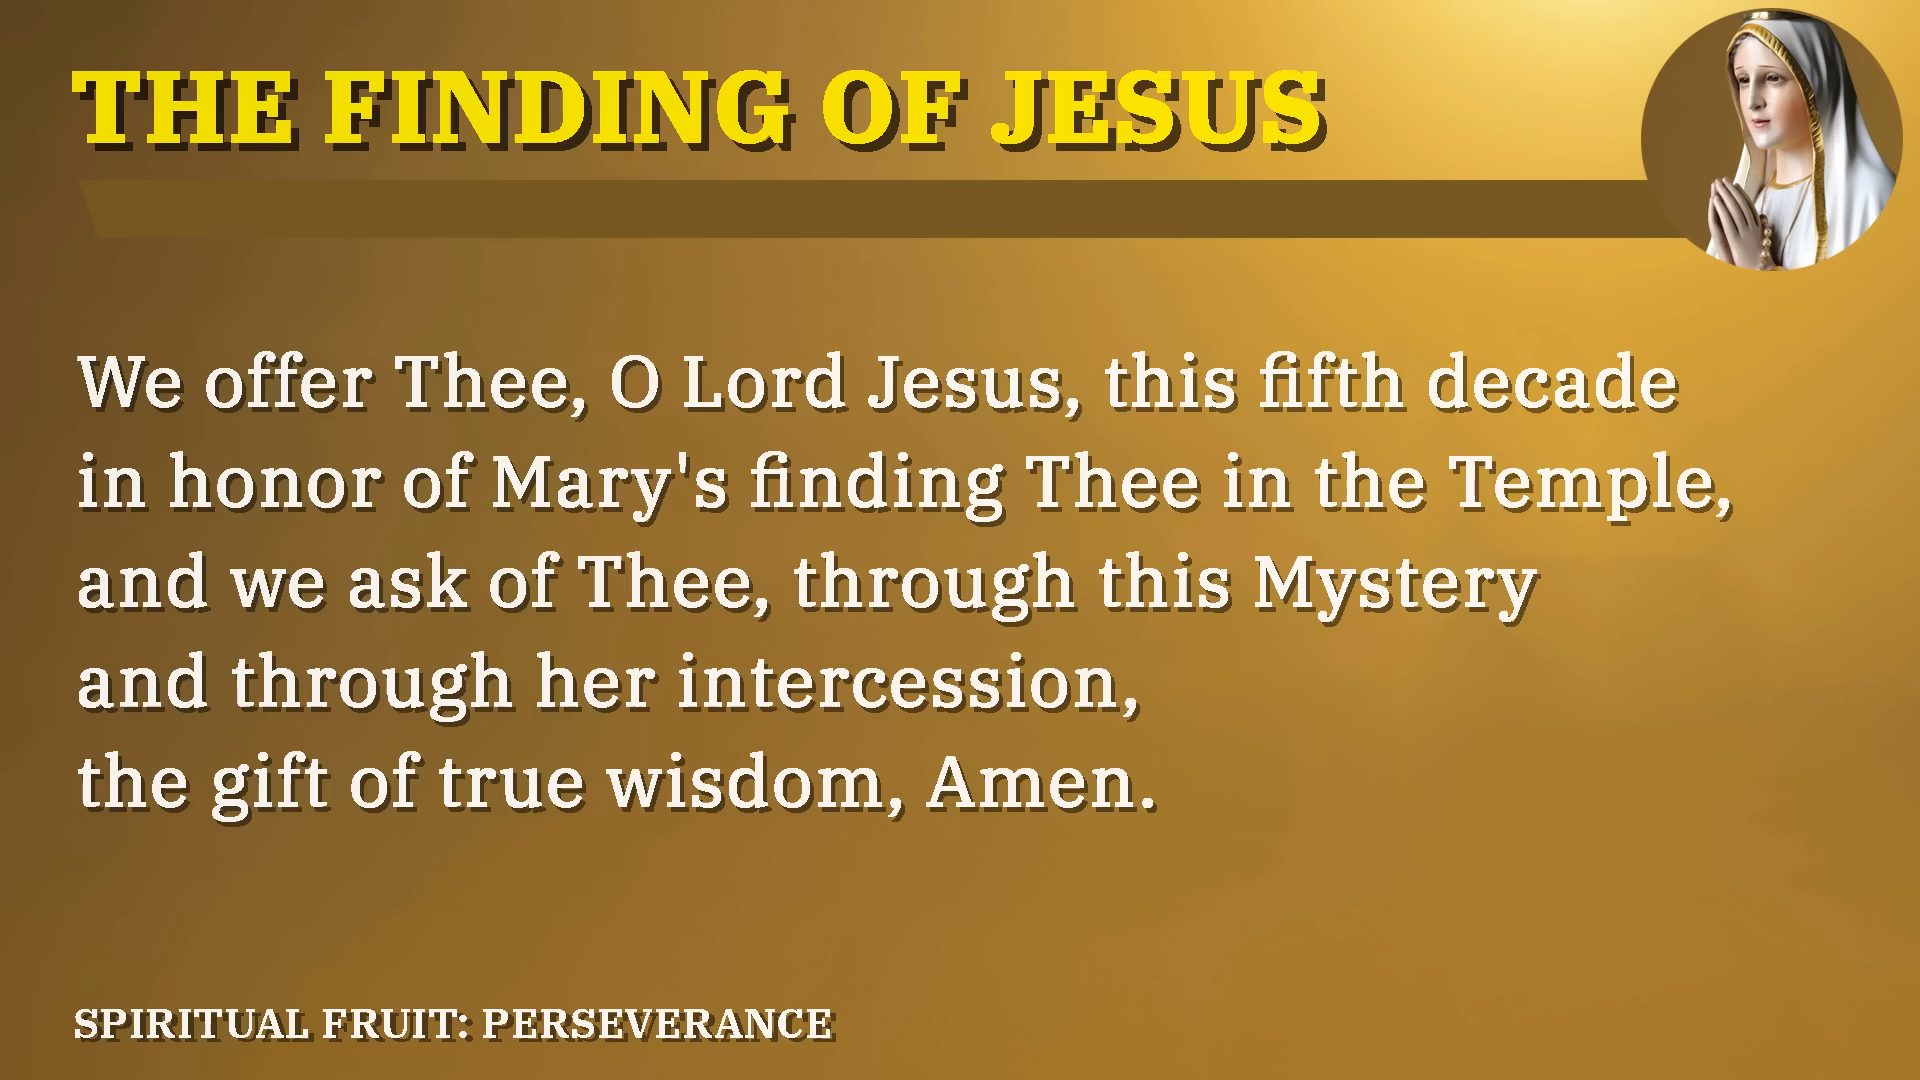 THE FINDING OF JESUS
We offer Thee, O Lord Jesus, this fifth decade
in honor of Mary's finding Thee in the Temple,
and we ask of Thee, through this Mystery
and through her intercession,
the gift of true wisdom, Amen.
SPIRITUAL FRUIT: PERSEVERANCE